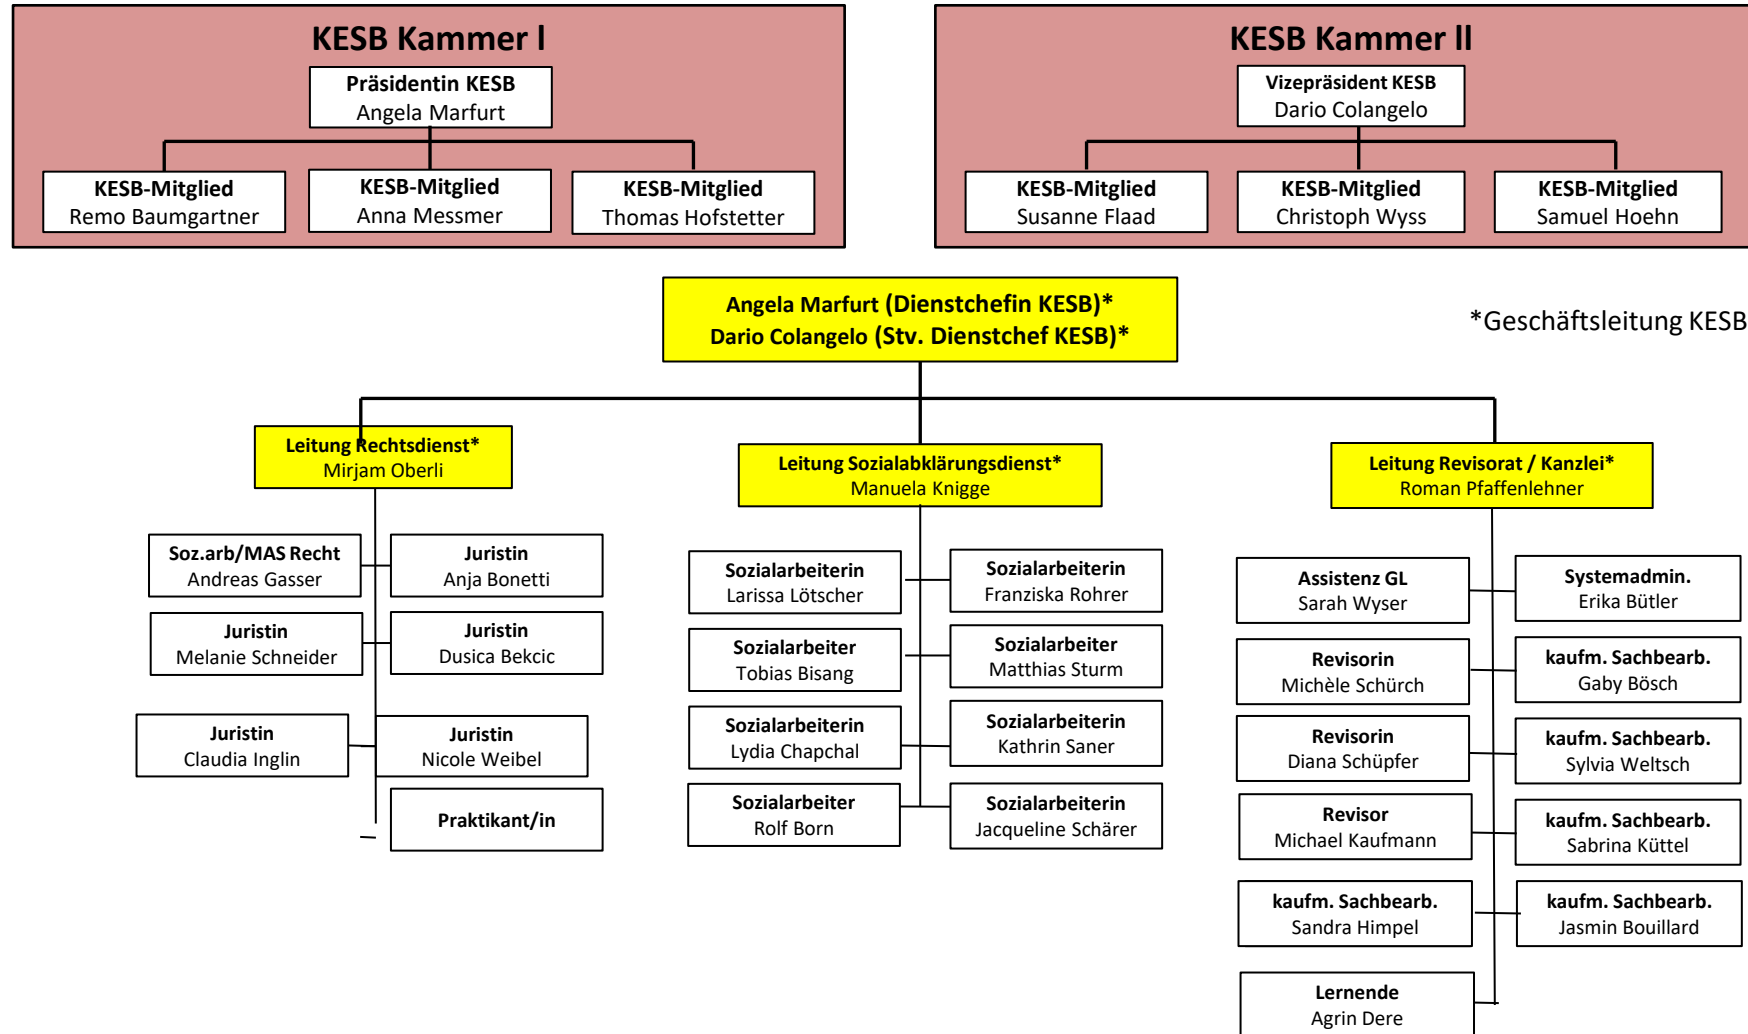 KESB Kammer l
Präsidentin KESB
Angela Marfurt
KESB-Mitglied
Remo Baumgartner
KESB-Mitglied
Anna Messmer
KESB-Mitglied
Thomas Hofstetter
KESB Kammer ll
Vizepräsident KESB
Dario Colangelo
KESB-Mitglied
Susanne Flaad
KESB-Mitglied
Christoph Wyss
KESB-Mitglied
Samuel Hoehn
Angela Marfurt (Dienstchefin KESB)*
Dario Colangelo (Stv. Dienstchef KESB)*
*Geschäftsleitung KESB
Leitung Rechtsdienst*
Mirjam Oberli
Soz.arb/MAS Recht
Andreas Gasser
Juristin
Anja Bonetti
Juristin
Melanie Schneider
Juristin
Dusica Bekcic
Juristin
Claudia Inglin
Juristin
Nicole Weibel
Praktikant/in
Leitung Sozialabklärungsdienst*
Manuela Knigge
Sozialarbeiterin
Larissa Lötscher
Sozialarbeiterin
Franziska Rohrer
Sozialarbeiter
Tobias Bisang
Sozialarbeiter
Matthias Sturm
Sozialarbeiterin
Lydia Chapchal
Sozialarbeiterin
Kathrin Saner
Sozialarbeiter
Rolf Born
Sozialarbeiterin
Jacqueline Schärer
Leitung Revisorat / Kanzlei*
Roman Pfaffenlehner
Assistenz GL
Sarah Wyser
Systemadmin.
Erika Bütler
Revisorin
Michèle Schürch
kaufm. Sachbearb.
Gaby Bösch
Revisorin
Diana Schüpfer
kaufm. Sachbearb.
Sylvia Weltsch
Revisor
Michael Kaufmann
kaufm. Sachbearb.
Sabrina Küttel
kaufm. Sachbearb.
Sandra Himpel
kaufm. Sachbearb.
Jasmin Bouillard
Lernende
Agrin Dere